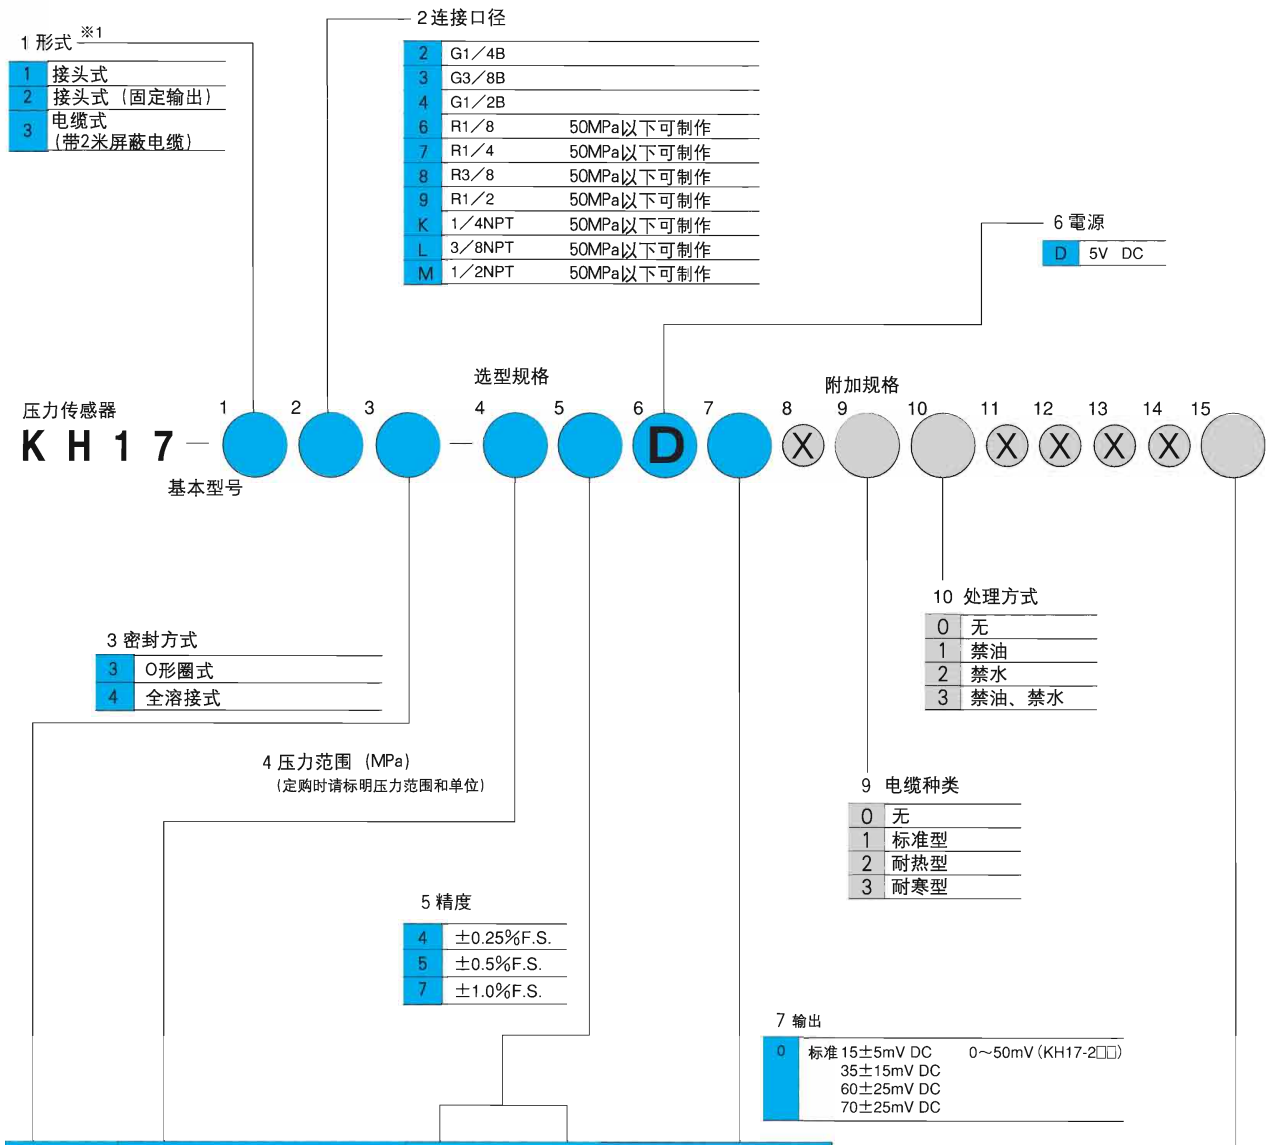 1 形式 ※1
1 接头式
2 接头式（固定输出）
3 电缆式
(带2米屏蔽电缆)
2 连接口径
2 G1／4B
3 G3／8B
4 G1／2B
6 R1／8 50MPa以下可制作
7 R1／4 50MPa以下可制作
8 R3／8 50MPa以下可制作
9 R1／2 50MPa以下可制作
K 1／4NPT 50MPa以下可制作
L 3／8NPT 50MPa以下可制作
M 1／2NPT 50MPa以下可制作
6 電源
D 5V DC
选型规格
附加规格
压力传感器
1 2 3 4 5 6 7 8 9 10 11 12 13 14 15
KH17－ － D X X X X X
基本型号
10 处理方式
0 无
1 禁油
2 禁水
3 禁油、禁水
3 密封方式
3 O形圈式
4 全溶接式
4 压力范围 (MPa)
(定购时请标明压力范围和单位)
9 电缆种类
0 无
1 标准型
2 耐热型
3 耐寒型
5 精度
4 ±0.25%F.S.
5 ±0.5%F.S.
7 ±1.0%F.S.
7 输出
0 标准 15±5mV DC 0～50mV(KH17-2□□)
35±15mV DC
60±25mV DC
70±25mV DC